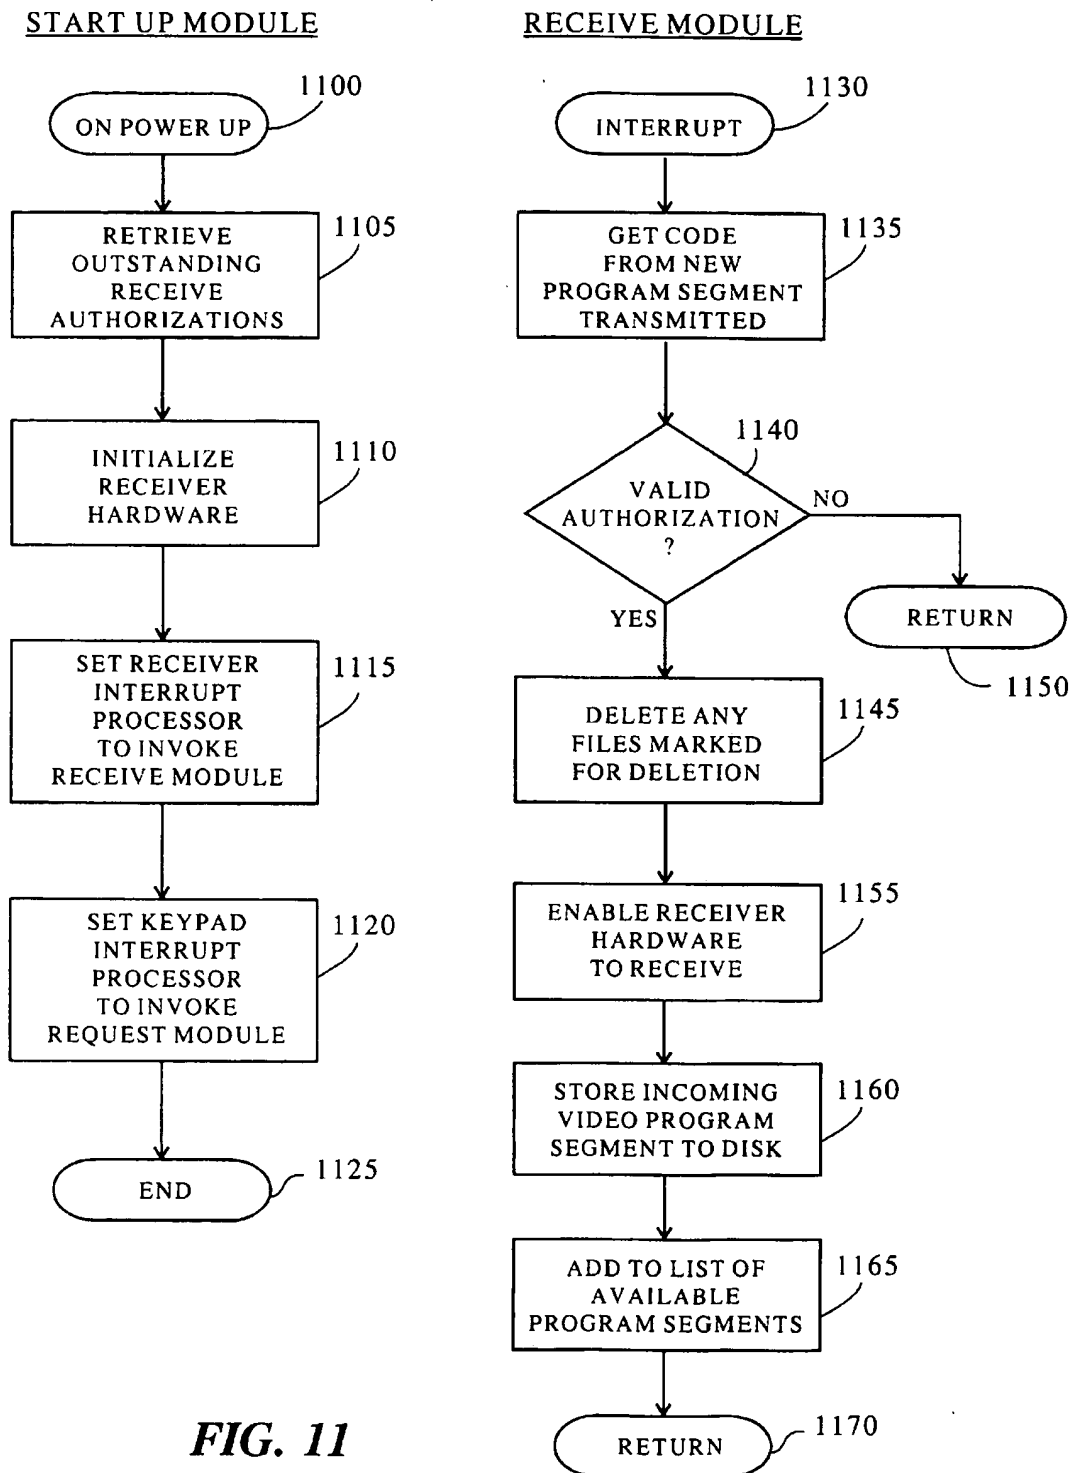 START UP MODULE
1100
ON POWER UP
1105
RETRIEVE
OUTSTANDING
RECEIVE
AUTHORIZATIONS
1110
INITIALIZE
RECEIVER
HARDWARE
1115
SET RECEIVER
INTERRUPT
PROCESSOR
TO INVOKE
RECEIVE MODULE
1120
SET KEYPAD
INTERRUPT
PROCESSOR
TO INVOKE
REQUEST MODULE
1125
END
RECEIVE MODULE
1130
INTERRUPT
1135
GET CODE
FROM NEW
PROGRAM SEGMENT
TRANSMITTED
1140
VALID
AUTHORIZATION
?
NO
YES
RETURN
1150
1145
DELETE ANY
FILES MARKED
FOR DELETION
1155
ENABLE RECEIVER
HARDWARE
TO RECEIVE
1160
STORE INCOMING
VIDEO PROGRAM
SEGMENT TO DISK
1165
ADD TO LIST OF
AVAILABLE
PROGRAM SEGMENTS
1170
RETURN
FIG. 11